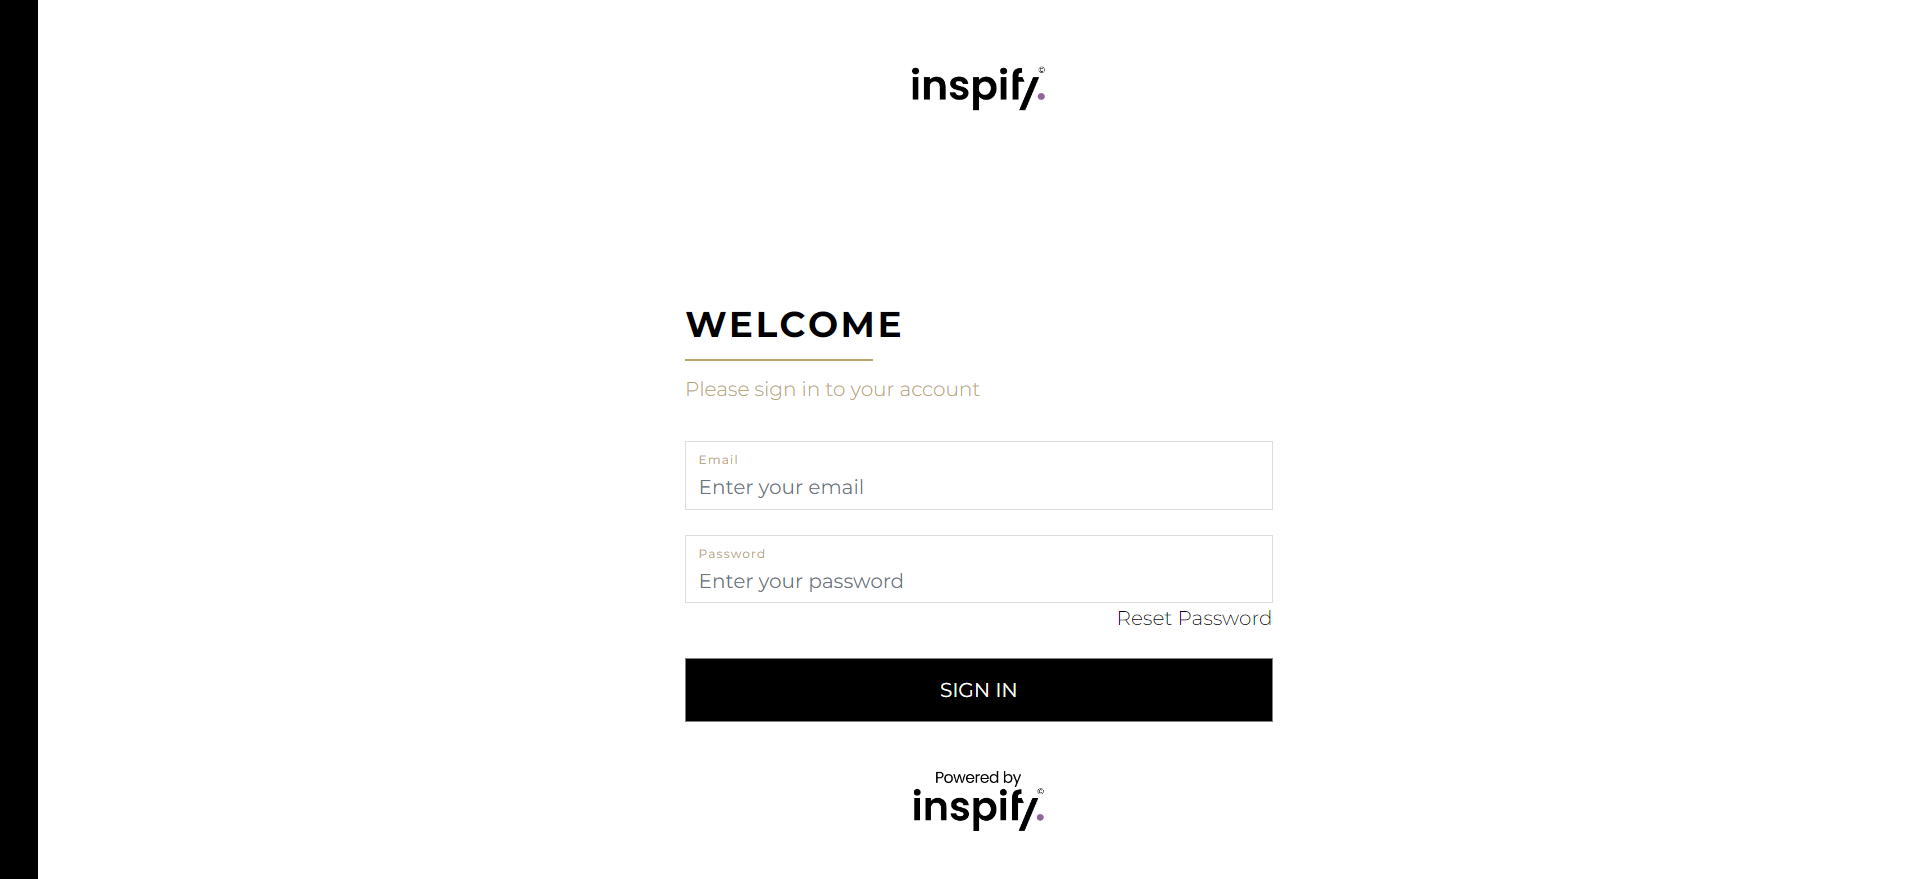 inspify.©
WELCOME
Please sign in to your account
Email
Enter your email
Password
Enter your password
Reset Password
SIGN IN
Powered by
inspify.©